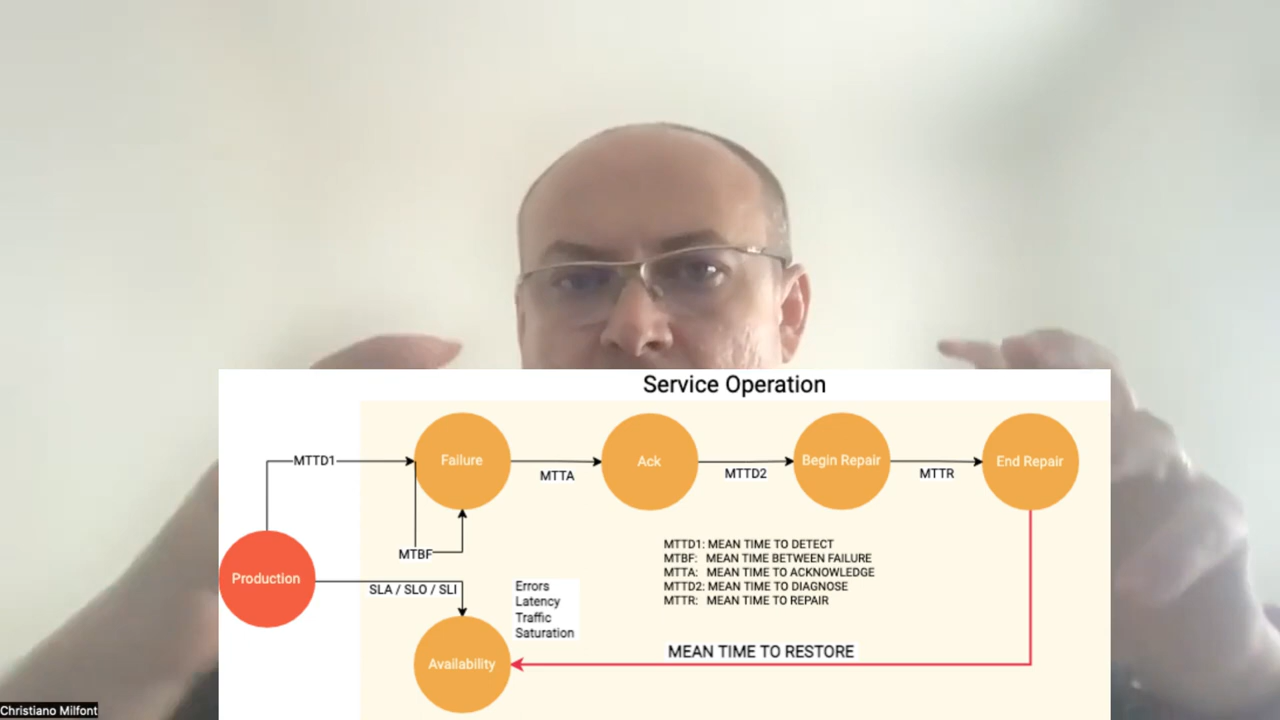 Service Operation
MTTD1
Failure
MTTA
Ack
MTTD2
Begin Repair
MTTR
End Repair
MTBF
Production
SLA / SLO / SLI
Errors
Latency
Traffic
Saturation
MTTD1: MEAN TIME TO DETECT
MTBF: MEAN TIME BETWEEN FAILURE
MTTA: MEAN TIME TO ACKNOWLEDGE
MTTD2: MEAN TIME TO DIAGNOSE
MTTR: MEAN TIME TO REPAIR
Availability
MEAN TIME TO RESTORE
Christiano Milfont